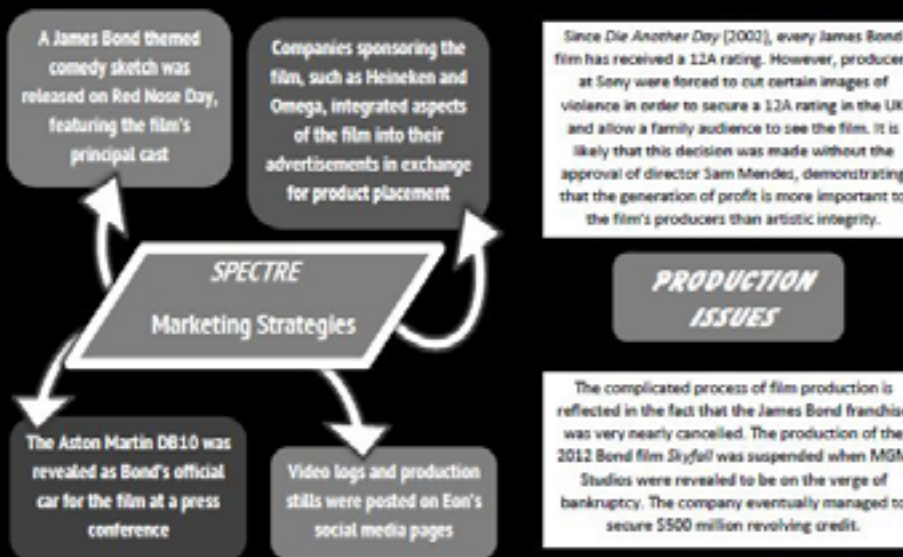 A James Bond themed
comedy sketch was
released on Red Nose Day,
featuring the film's
principal cast
Companies sponsoring the
film, such as Heineken and
Omega, integrated aspects
of the film into their
advertisements in exchange
for product placement
SPECTRE
Marketing Strategies
The Aston Martin DB10 was
revealed as Bond's official
car for the film at a press
conference
Video logs and production
stills were posted on Eon's
social media pages
Since Die Another Day (2002), every James Bond
film has received a 12A rating. However, producers
at Sony were forced to cut certain images of
violence in order to secure a 12A rating in the UK
and allow a family audience to see the film. It is
likely that this decision was made without the
approval of director Sam Mendes, demonstrating
that the generation of profit is more important to
the film's producers than artistic integrity.
PRODUCTION
ISSUES
The complicated process of film production is
reflected in the fact that the James Bond franchise
was very nearly cancelled. The production of the
2012 Bond film Skyfall was suspended when MGM
Studios were revealed to be on the verge of
bankruptcy. The company eventually managed to
secure $500 million revolving credit.